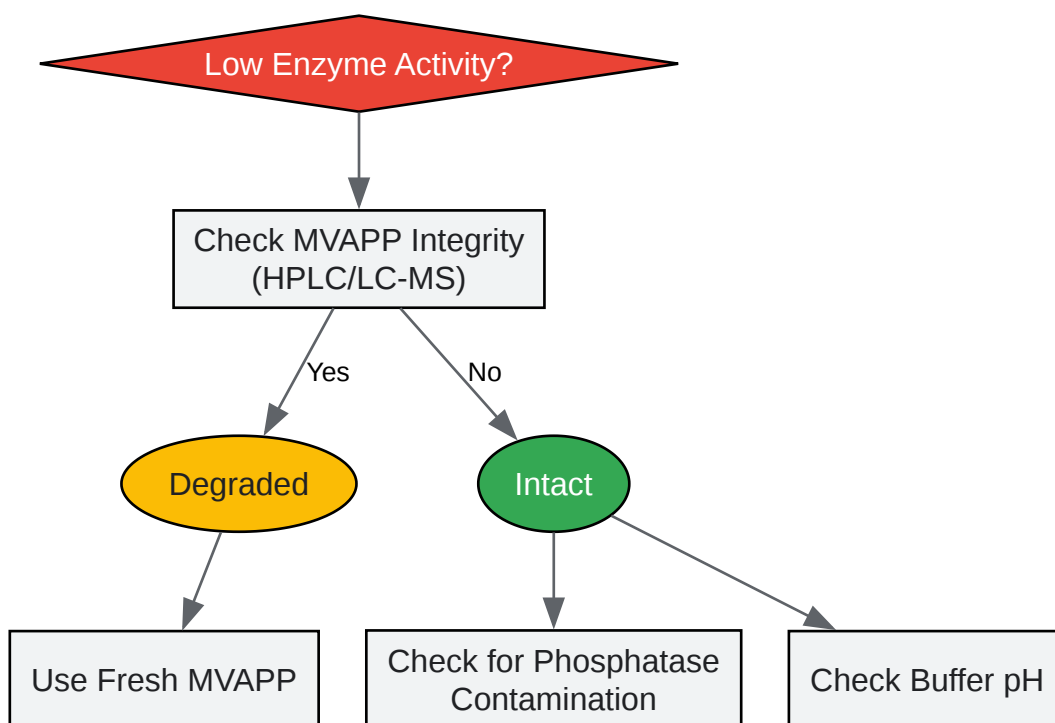 Low Enzyme Activity?
Check MVAPP Integrity
(HPLC/LC-MS)
Yes
No
Degraded
Intact
Use Fresh MVAPP
Check for Phosphatase
Contamination
Check Buffer pH